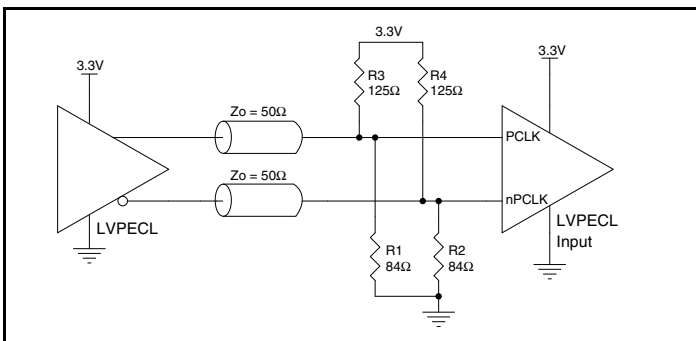 3.3V
3.3V
3.3V
R3
125Ω
R4
125Ω
Zo = 50Ω
PCLK
Zo = 50Ω
nPCLK
LVPECL
LVPECL
Input
R1
84Ω
R2
84Ω